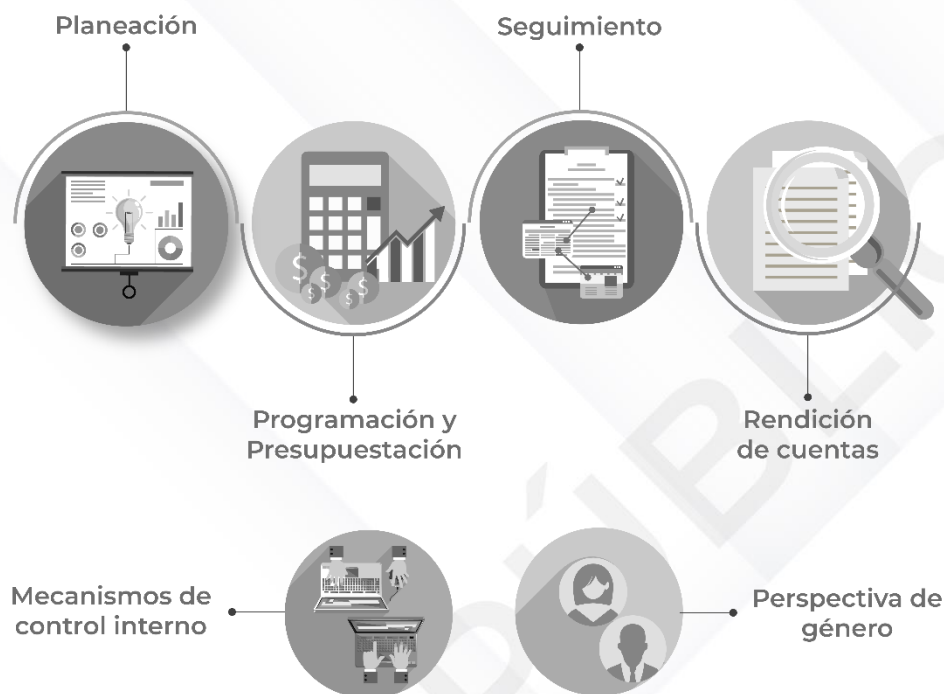 Planeación
Seguimiento
Programación y
Presupuestación
Rendición
de cuentas
Mecanismos de
control interno
Perspectiva de
género